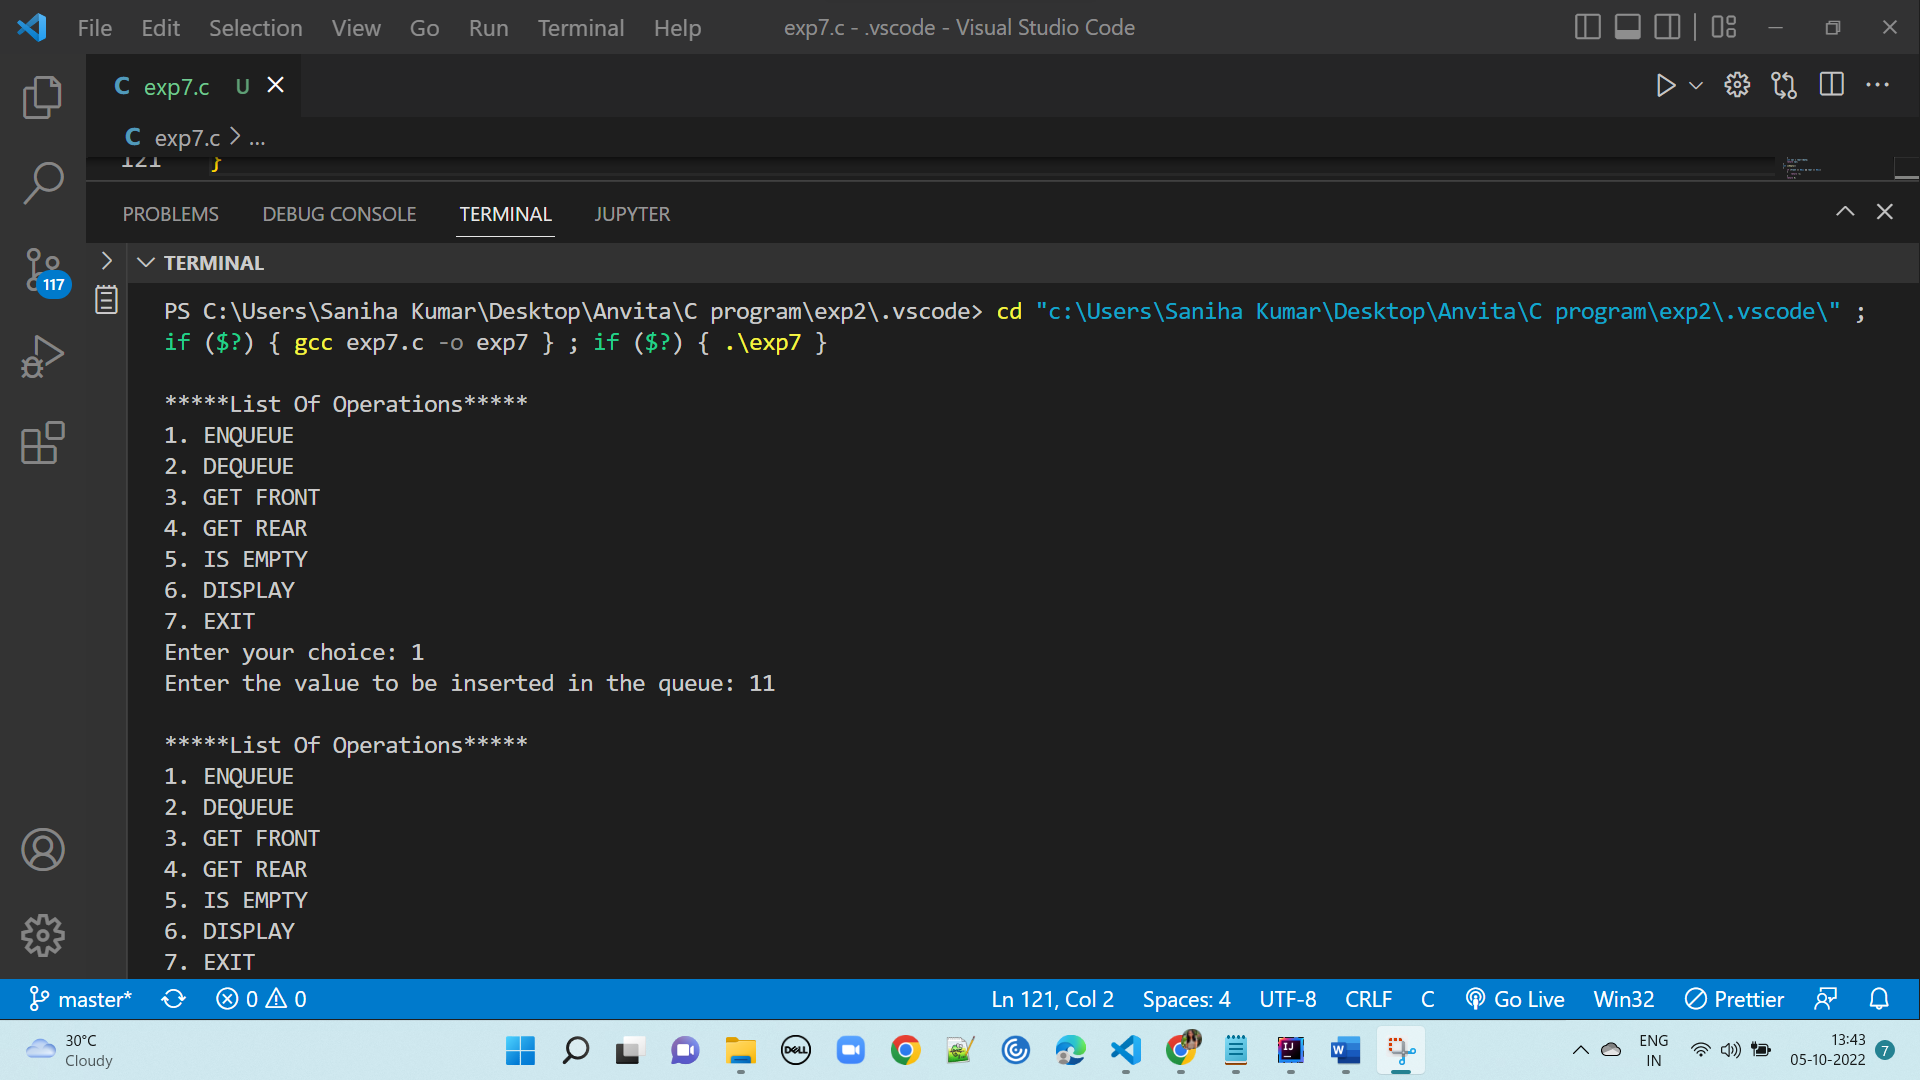 File Edit Selection View Go Run Terminal Help exp7.c - .vscode - Visual Studio Code
C exp7.c U
C exp7.c > ...
121 }
PROBLEMS DEBUG CONSOLE TERMINAL JUPYTER
TERMINAL
117
PS C:\Users\Saniha Kumar\Desktop\Anvita\C program\exp2\.vscode> cd "c:\Users\Saniha Kumar\Desktop\Anvita\C program\exp2\.vscode\" ;
if ($?) { gcc exp7.c -o exp7 } ; if ($?) { .\exp7 }
*****List Of Operations*****
1. ENQUEUE
2. DEQUEUE
3. GET FRONT
4. GET REAR
5. IS EMPTY
6. DISPLAY
7. EXIT
Enter your choice: 1
Enter the value to be inserted in the queue: 11
*****List Of Operations*****
1. ENQUEUE
2. DEQUEUE
3. GET FRONT
4. GET REAR
5. IS EMPTY
6. DISPLAY
7. EXIT
master* 0 0 Ln 121, Col 2 Spaces: 4 UTF-8 CRLF C Go Live Win32 Prettier
30°C
Cloudy
DELL
IJ
W
ENG
IN
13:43
05-10-2022
7